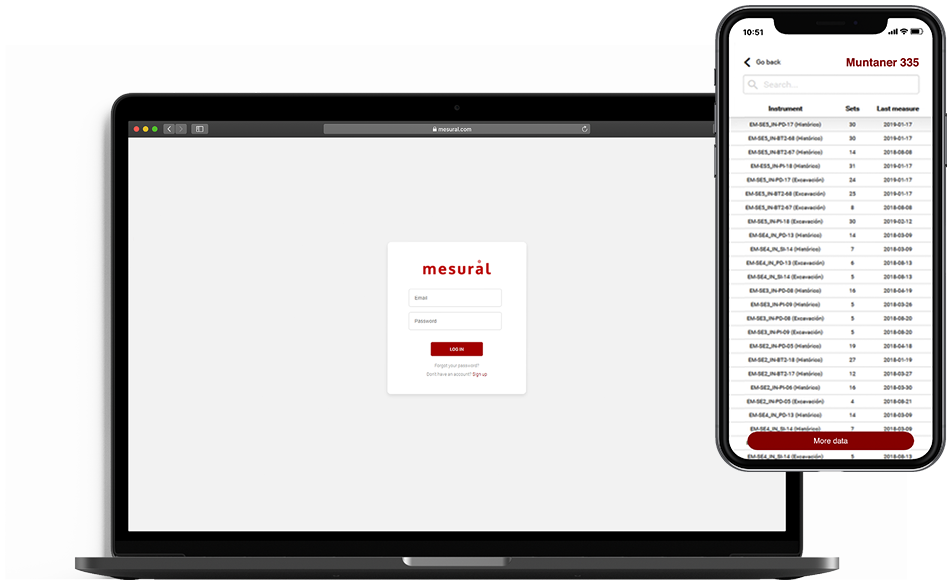 mesural.com
mesural
Email
Password
LOG IN
Forgot your password?
Don't have an account? Sign up
10:51
Go back
Muntaner 335
Search...
Instrument Sets Last measure
EM-SE5_IN-PD-17 (Histórico) 30 2019-01-17
EM-SE5_IN-BT2-68 (Histórico) 30 2019-01-17
EM-SE5_IN-BT2-67 (Histórico) 14 2018-08-08
EM-ES5_IN-PI-18 (Histórico) 31 2019-01-17
EM-SE5_IN-PD-17 (Excavación) 24 2019-01-17
EM-SE5_IN-BT2-68 (Excavación) 25 2019-01-17
EM-SE5_IN-BT2-67 (Excavación) 8 2018-08-08
EM-SE5_IN-PI-18 (Excavación) 30 2019-02-12
EM-SE4_IN_PD-13 (Histórico) 14 2018-03-09
EM-SE4_IN_SI-14 (Histórico) 7 2018-03-09
EM-SE4_IN_PD-13 (Excavación) 6 2018-08-13
EM-SE4_IN_SI-14 (Excavación) 5 2018-08-13
EM-SE3_IN-PD-08 (Histórico) 16 2018-04-19
EM-SE3_IN-PI-09 (Histórico) 5 2018-03-26
EM-SE3_IN-PD-08 (Excavación) 5 2018-08-20
EM-SE3_IN-PI-09 (Excavación) 5 2018-08-20
EM-SE2_IN-PD-05 (Histórico) 19 2018-04-18
EM-SE2_IN-BT2-18 (Histórico) 27 2018-01-19
EM-SE2_IN-BT2-17 (Histórico) 12 2018-03-27
EM-SE2_IN-PI-06 (Histórico) 16 2018-03-30
EM-SE2_IN-PD-05 (Excavación) 4 2018-08-21
EM-SE4_IN_PD-13 (Histórico) 14 2018-03-09
EM-SE4_IN_SI-14 (Histórico) 7 2018-03-09
More data
EM-SE4_IN_SI-14 (Excavación) 5 2018-08-13